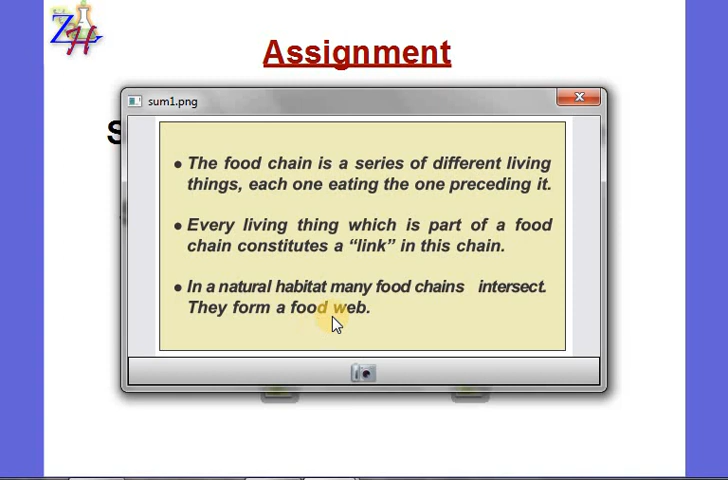 ZH
Assignment
sum1.png
S
• The food chain is a series of different living
things, each one eating the one preceding it.
• Every living thing which is part of a food
chain constitutes a “link” in this chain.
• In a natural habitat many food chains intersect.
They form a food web.